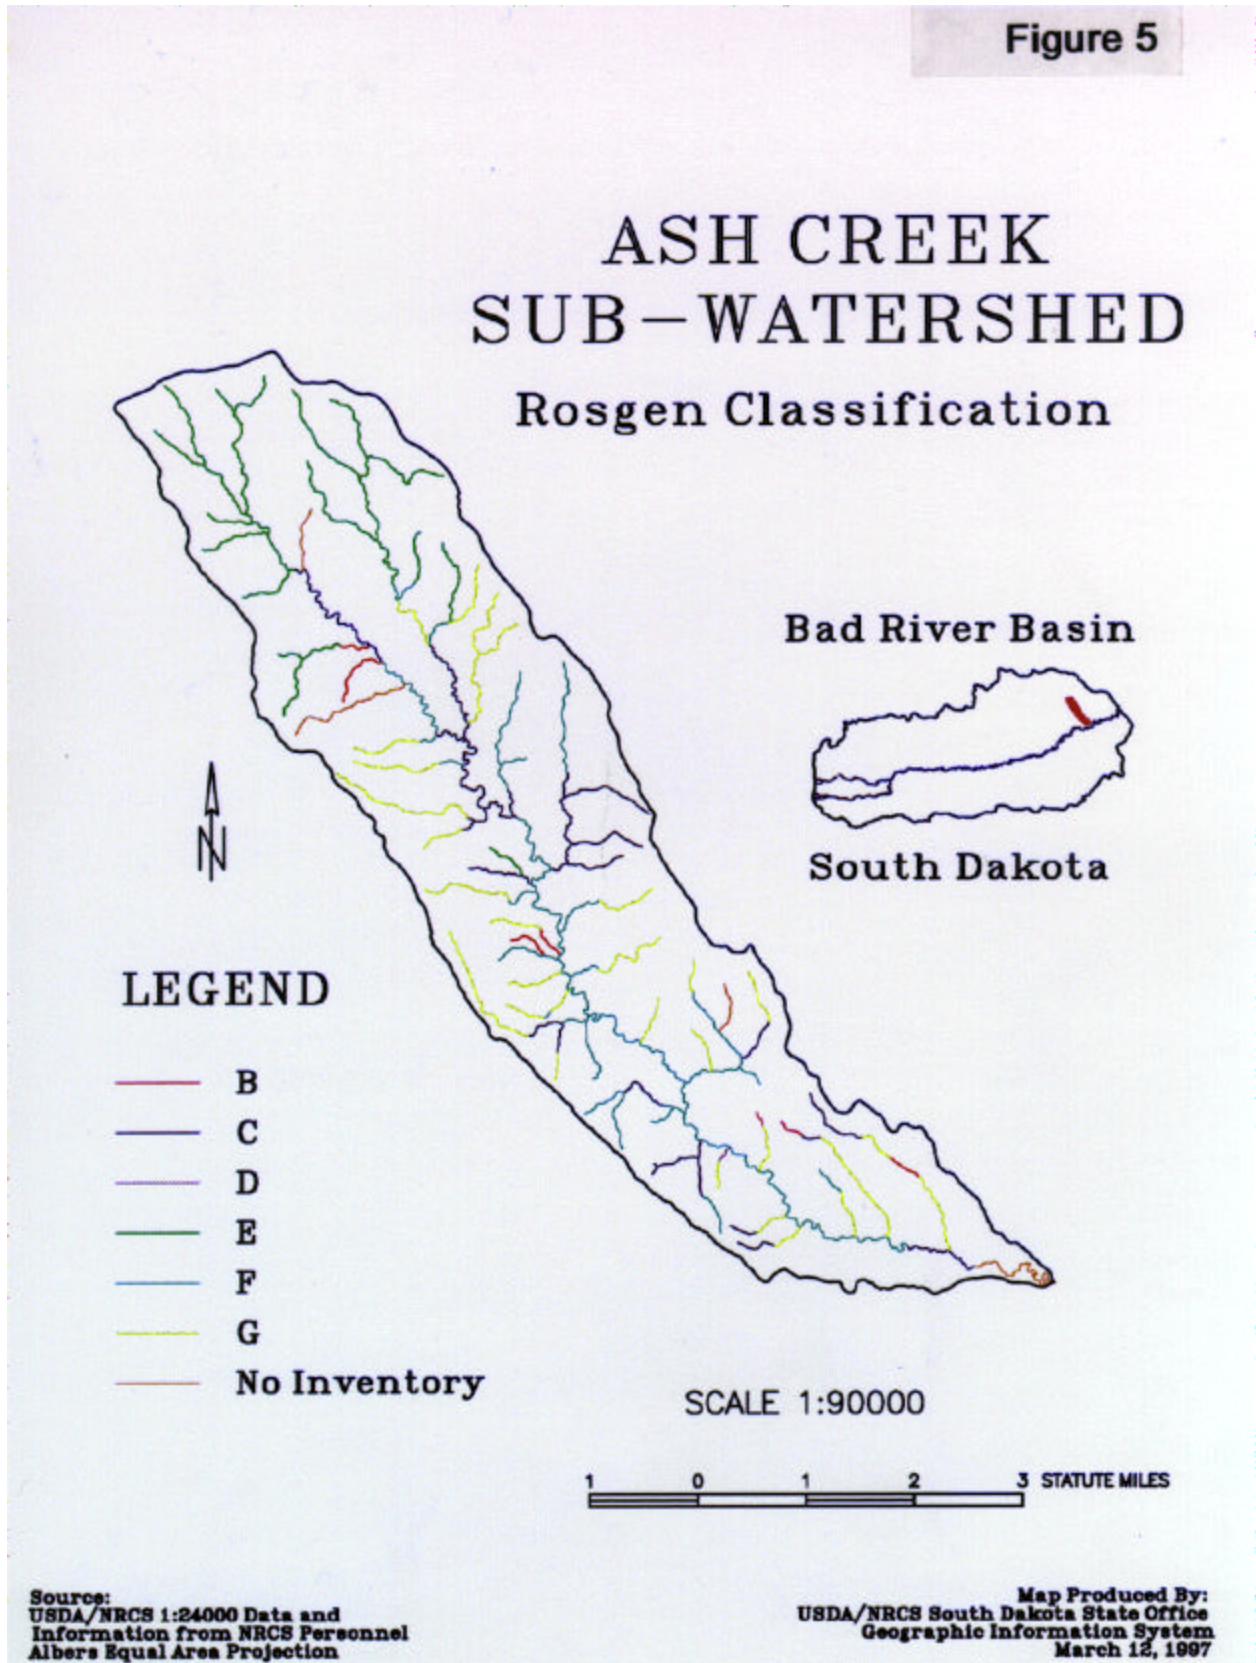 Figure 5
ASH CREEK
SUB-WATERSHED
Rosgen Classification
Bad River Basin
South Dakota
N
LEGEND
B
C
D
E
F
G
No Inventory
SCALE 1:90000
1 0 1 2 3 STATUTE MILES
Source:
USDA/NRCS 1:24000 Data and
Information from NRCS Personnel
Albers Equal Area Projection
Map Produced By:
USDA/NRCS South Dakota State Office
Geographic Information System
March 12, 1997